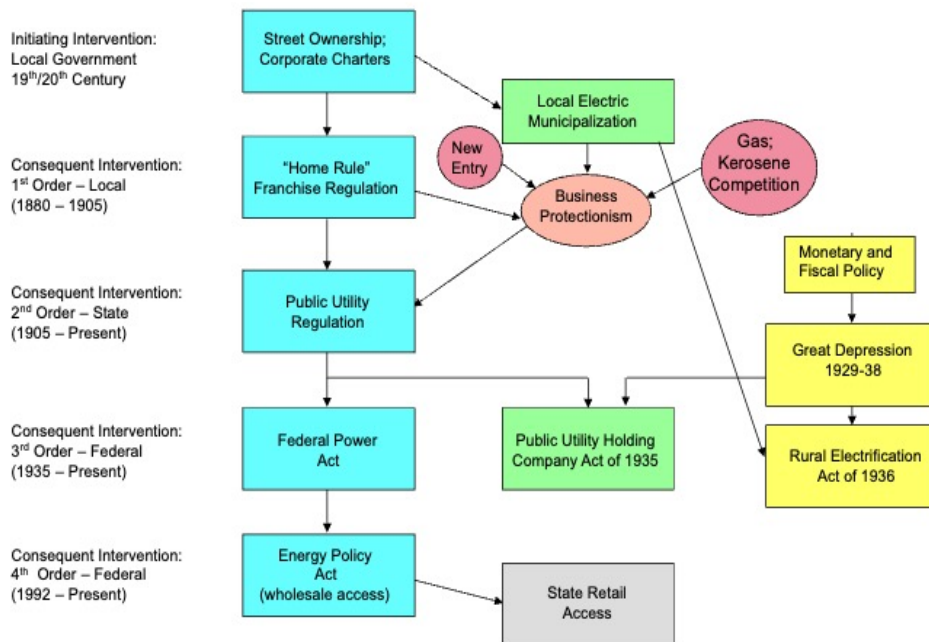 Initiating Intervention:
Local Government
19th/20th Century
Street Ownership;
Corporate Charters
Local Electric
Municipalization
New
Entry
Gas;
Kerosene
Competition
Consequent Intervention:
1st Order – Local
(1880 – 1905)
“Home Rule”
Franchise Regulation
Business
Protectionism
Monetary and
Fiscal Policy
Consequent Intervention:
2nd Order – State
(1905 – Present)
Public Utility
Regulation
Great Depression
1929-38
Consequent Intervention:
3rd Order – Federal
(1935 – Present)
Federal Power
Act
Public Utility Holding
Company Act of 1935
Rural Electrification
Act of 1936
Consequent Intervention:
4th Order – Federal
(1992 – Present)
Energy Policy
Act
(wholesale access)
State Retail
Access